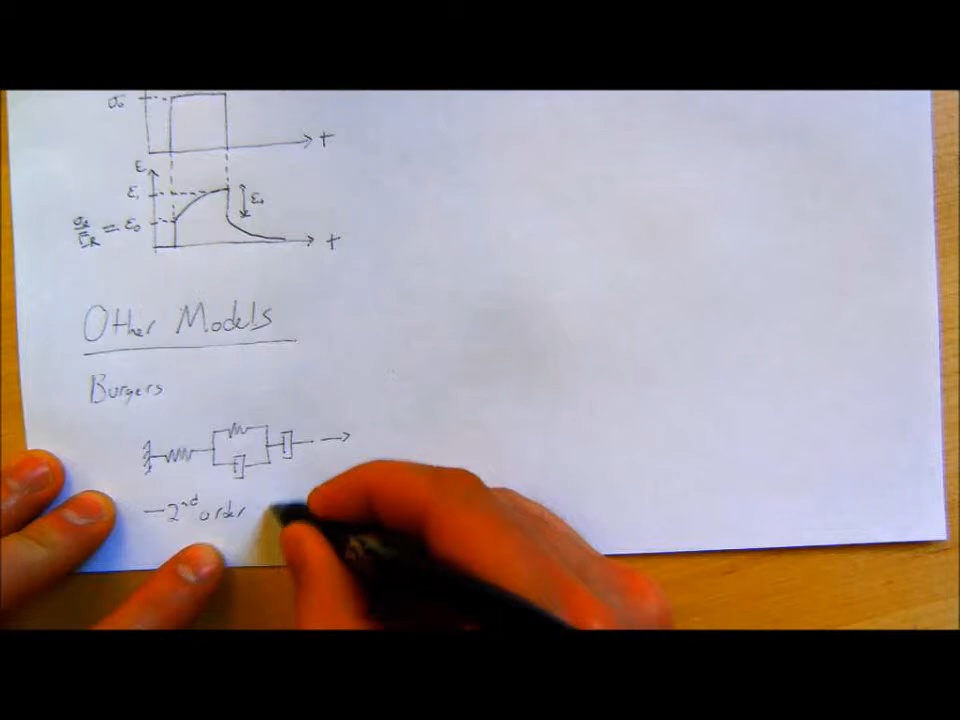 σ₀
t
ε
ε₁
ε₀
σ₀/E_R = ε₀
t
Other Models
Burgers
— 2nd order